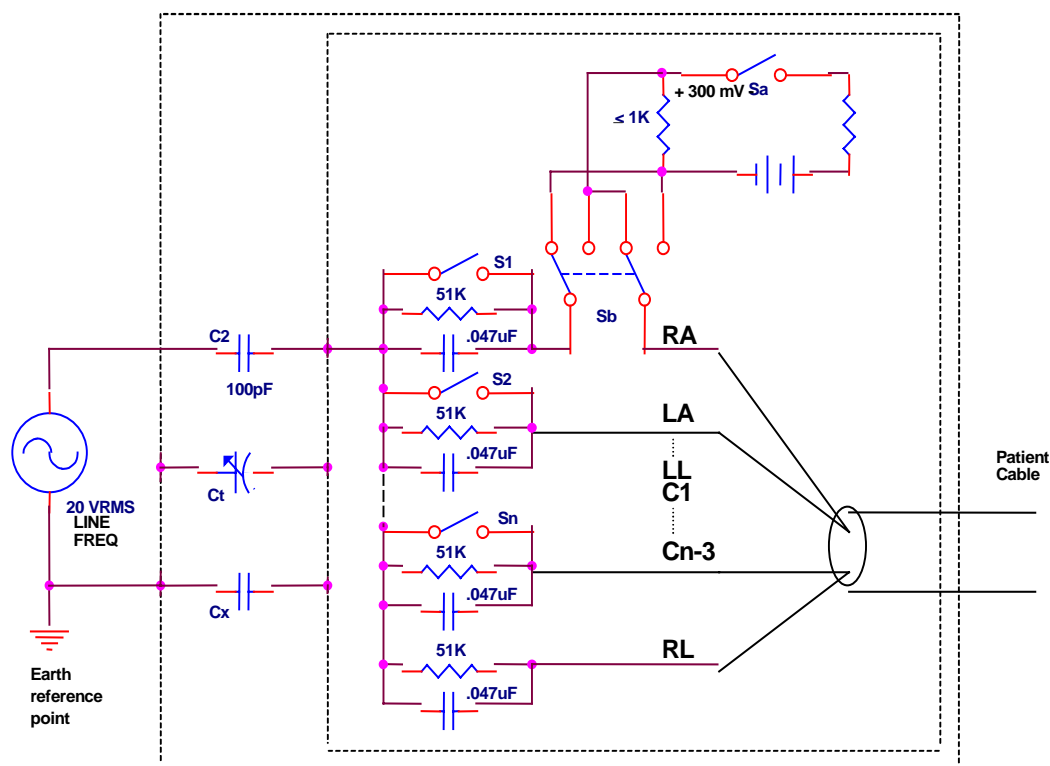 + 300 mV -
Sa
≤ 1K
S1
51K
.047uF
Sb
RA
C2
100pF
S2
51K
.047uF
LA
LL
C1
Cn-3
Patient
Cable
Ct
20 VRMS
LINE
FREQ
Sn
51K
.047uF
Cx
51K
.047uF
RL
Earth
reference
point